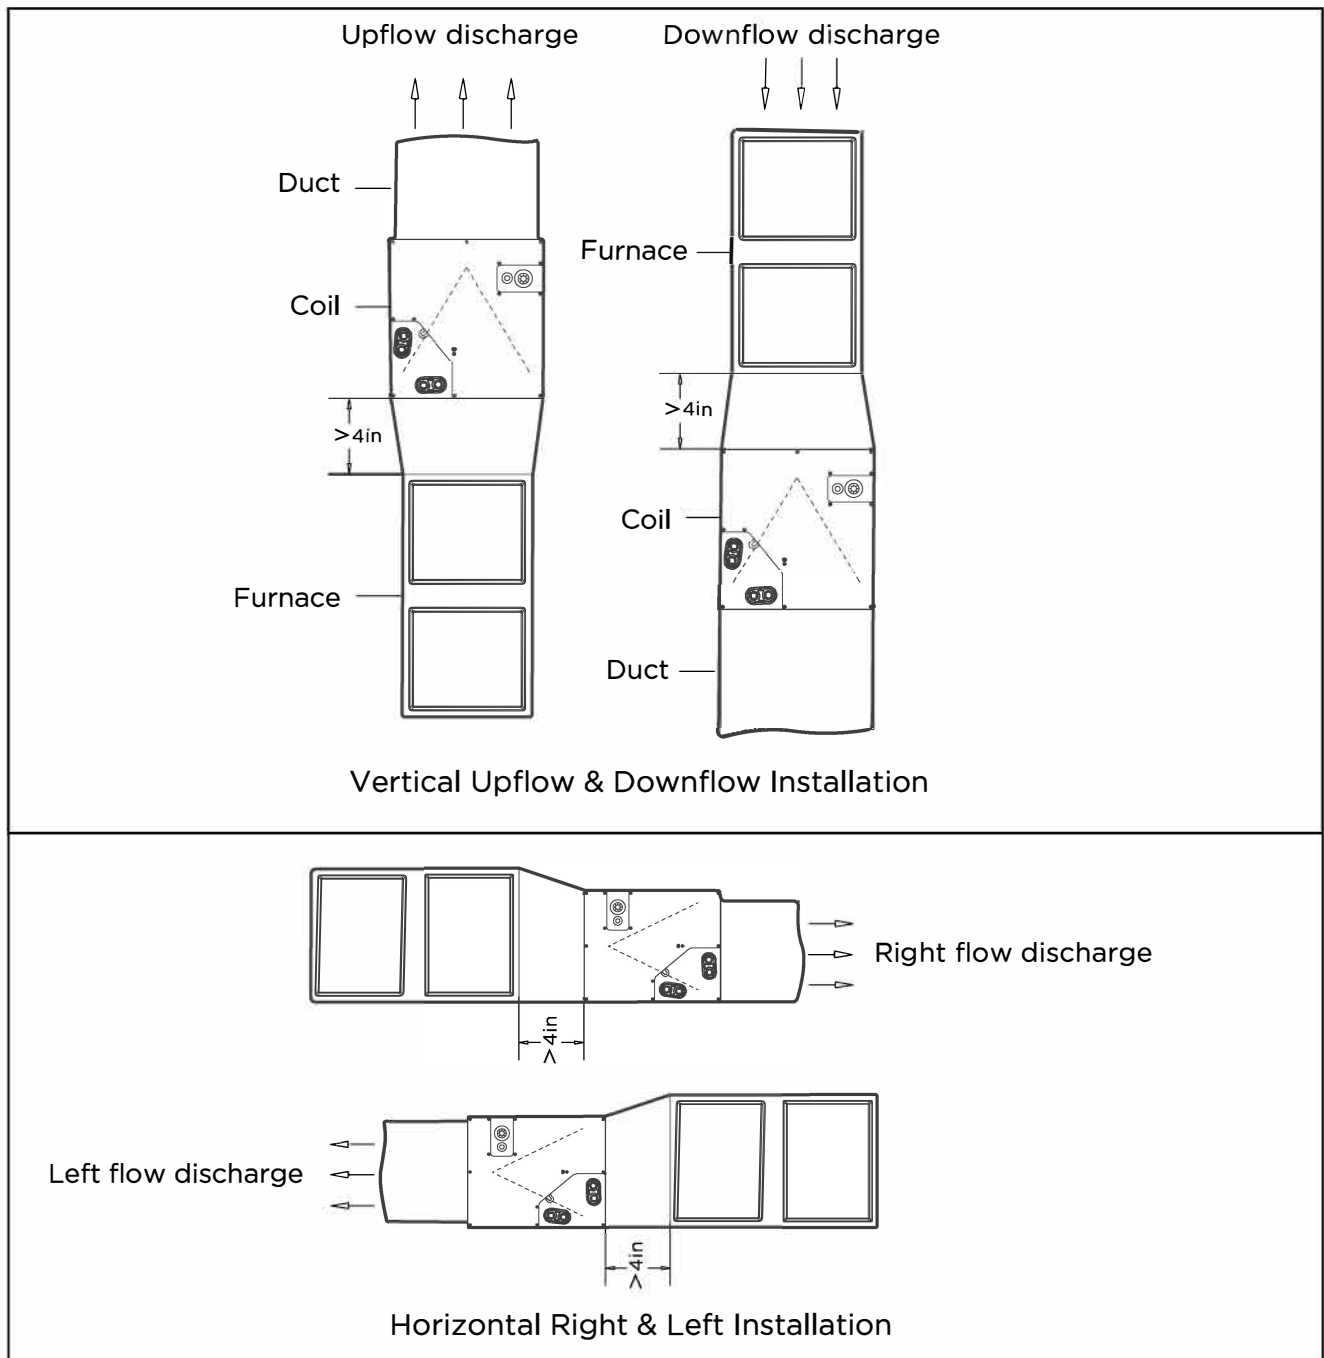 Upflow discharge
Downflow discharge
Duct
Furnace
Coil
>4in
>4in
Coil
Furnace
Duct
Vertical Upflow & Downflow Installation
Right flow discharge
>4in
Left flow discharge
>4in
Horizontal Right & Left Installation